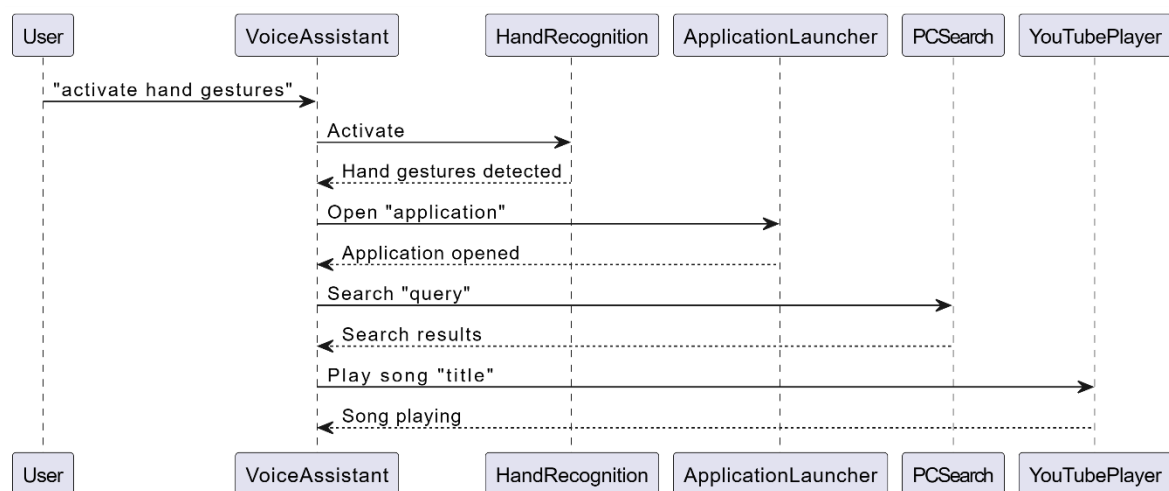 User VoiceAssistant HandRecognition ApplicationLauncher PCSearch YouTubePlayer
"activate hand gestures"
Activate
Hand gestures detected
Open "application"
Application opened
Search "query"
Search results
Play song "title"
Song playing
User VoiceAssistant HandRecognition ApplicationLauncher PCSearch YouTubePlayer